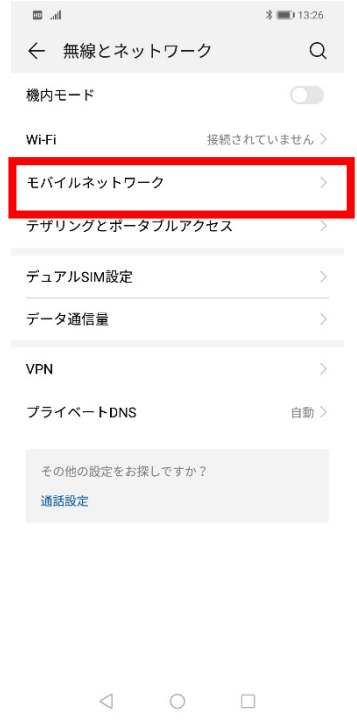 HD 13:26
無線とネットワーク
機内モード
Wi-Fi 接続されていません
モバイルネットワーク
テザリングとポータブルアクセス
デュアルSIM設定
データ通信量
VPN
プライベートDNS 自動
その他の設定をお探しですか？
通話設定